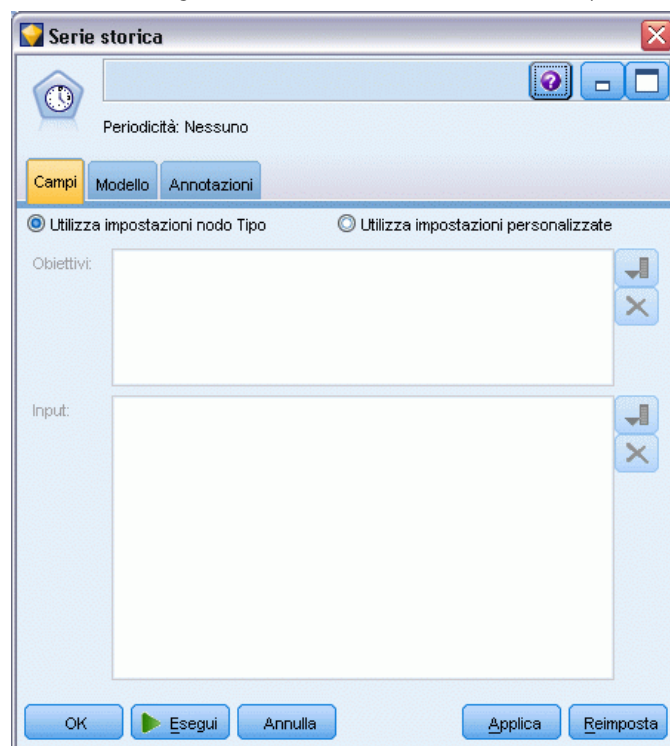 Serie storica
Periodicità: Nessuno
Campi Modello Annotazioni
Utilizza impostazioni nodo Tipo Utilizza impostazioni personalizzate
Obiettivi:
Input:
OK Esegui Annulla Applica Reimposta